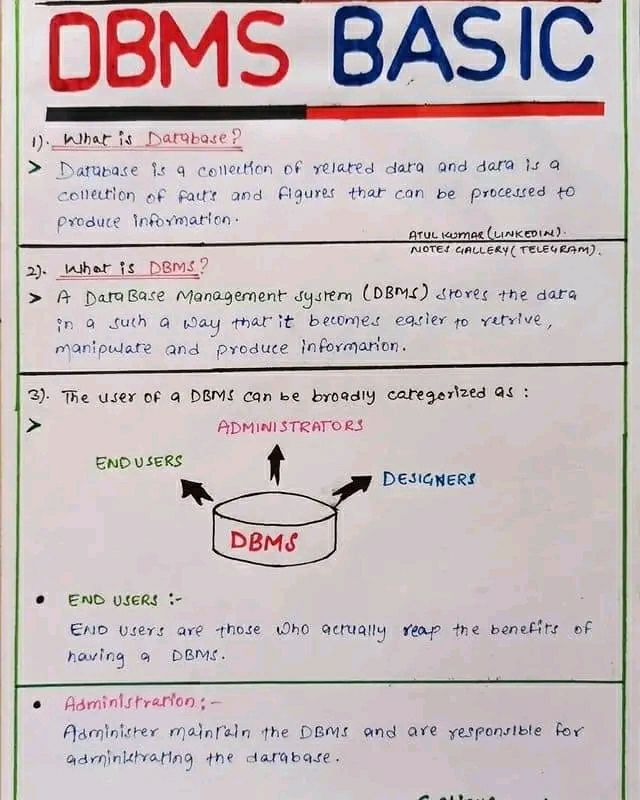 DBMS BASIC
1). What is Database?
> Database is a collection of related data and data is a
collection of facts and figures that can be processed to
produce information.
ATUL KUMAR (LINKEDIN).
NOTES GALLERY (TELEGRAM).
2). What is DBMS?
> A DataBase Management system (DBMS) stores the data
in a such a way that it becomes easier to retrive,
manipulate and produce information.
3). The user of a DBMS can be broadly categorized as :
>
ADMINISTRATORS
END USERS
DESIGNERS
DBMS
• END USERS :-
END Users are those who actually reap the benefits of
having a DBMS.
• Administration :-
Administer maintain the DBMS and are responsible for
administrating the database.